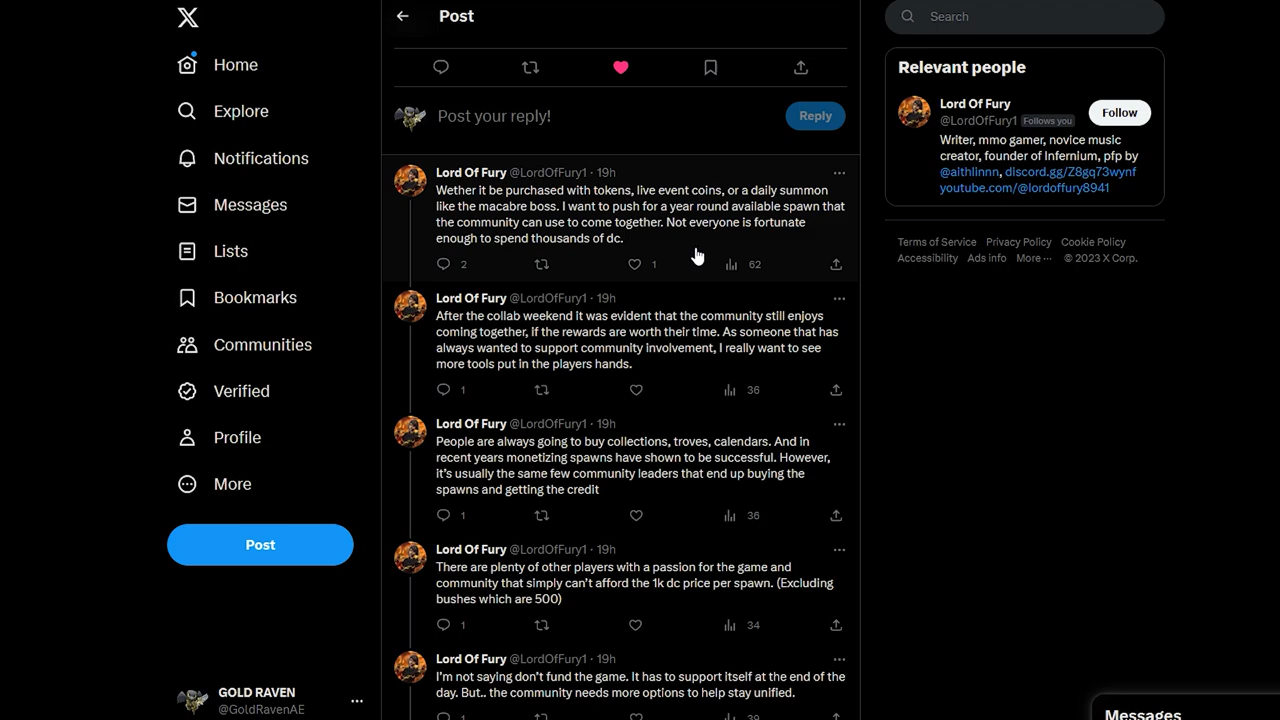 Post
Search
Home
Explore
Notifications
Messages
Lists
Bookmarks
Communities
Verified
Profile
More
Post
GOLD RAVEN
@GoldRavenAE
Post your reply!
Reply
Lord Of Fury @LordOfFury1 · 19h
Wether it be purchased with tokens, live event coins, or a daily summon
like the macabre boss. I want to push for a year round available spawn that
the community can use to come together. Not everyone is fortunate
enough to spend thousands of dc.
2 1 62
Lord Of Fury @LordOfFury1 · 19h
After the collab weekend it was evident that the community still enjoys
coming together, If the rewards are worth their time. As someone that has
always wanted to support community involvement, I really want to see
more tools put in the players hands.
1 36
Lord Of Fury @LordOfFury1 · 19h
People are always going to buy collections, troves, calendars. And in
recent years monetizing spawns have shown to be successful. However,
it's usually the same few community leaders that end up buying the
spawns and getting the credit
1 36
Lord Of Fury @LordOfFury1 · 19h
There are plenty of other players with a passion for the game and
community that simply can't afford the 1k dc price per spawn. (Excluding
bushes which are 500)
1 34
Lord Of Fury @LordOfFury1 · 19h
I'm not saying don't fund the game. It has to support itself at the end of the
day. But.. the community needs more options to help stay unified.
1 39
Relevant people
Lord Of Fury
@LordOfFury1 Follows you
Follow
Writer, mmo gamer, novice music
creator, founder of Infernium, pfp by
@aithlinnn, discord.gg/Z8gq73wynf
youtube.com/@lordoffury8941
Terms of Service Privacy Policy Cookie Policy
Accessibility Ads info More ··· © 2023 X Corp.
Messages